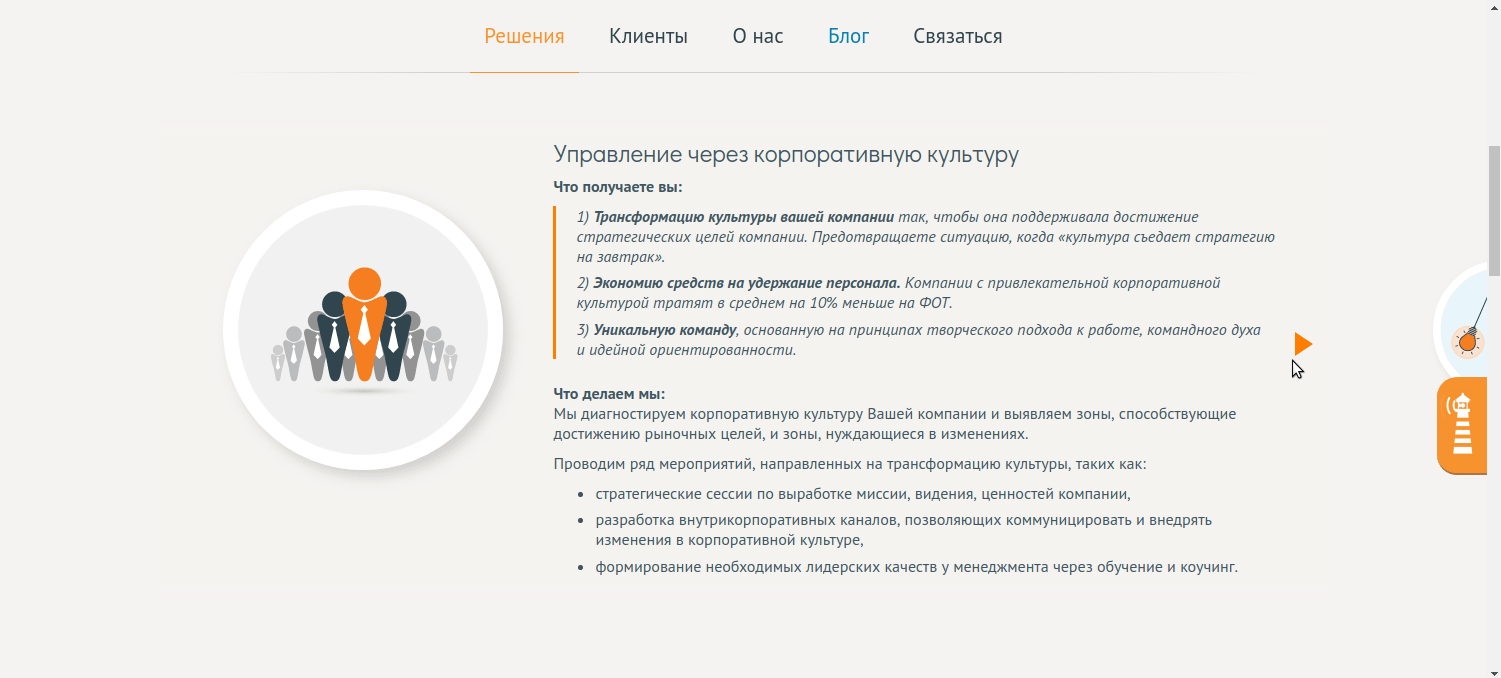 Решения Клиенты О нас Блог Связаться
Управление через корпоративную культуру
Что получаете вы:
1) Трансформацию культуры вашей компании так, чтобы она поддерживала достижение
стратегических целей компании. Предотвращаете ситуацию, когда «культура съедает стратегию
на завтрак».
2) Экономию средств на удержание персонала. Компании с привлекательной корпоративной
культурой тратят в среднем на 10% меньше на ФОТ.
3) Уникальную команду, основанную на принципах творческого подхода к работе, командного духа
и идейной ориентированности.
Что делаем мы:
Мы диагностируем корпоративную культуру Вашей компании и выявляем зоны, способствующие
достижению рыночных целей, и зоны, нуждающиеся в изменениях.
Проводим ряд мероприятий, направленных на трансформацию культуры, таких как:
• стратегические сессии по выработке миссии, видения, ценностей компании,
• разработка внутрикорпоративных каналов, позволяющих коммуницировать и внедрять
изменения в корпоративной культуре,
• формирование необходимых лидерских качеств у менеджмента через обучение и коучинг.